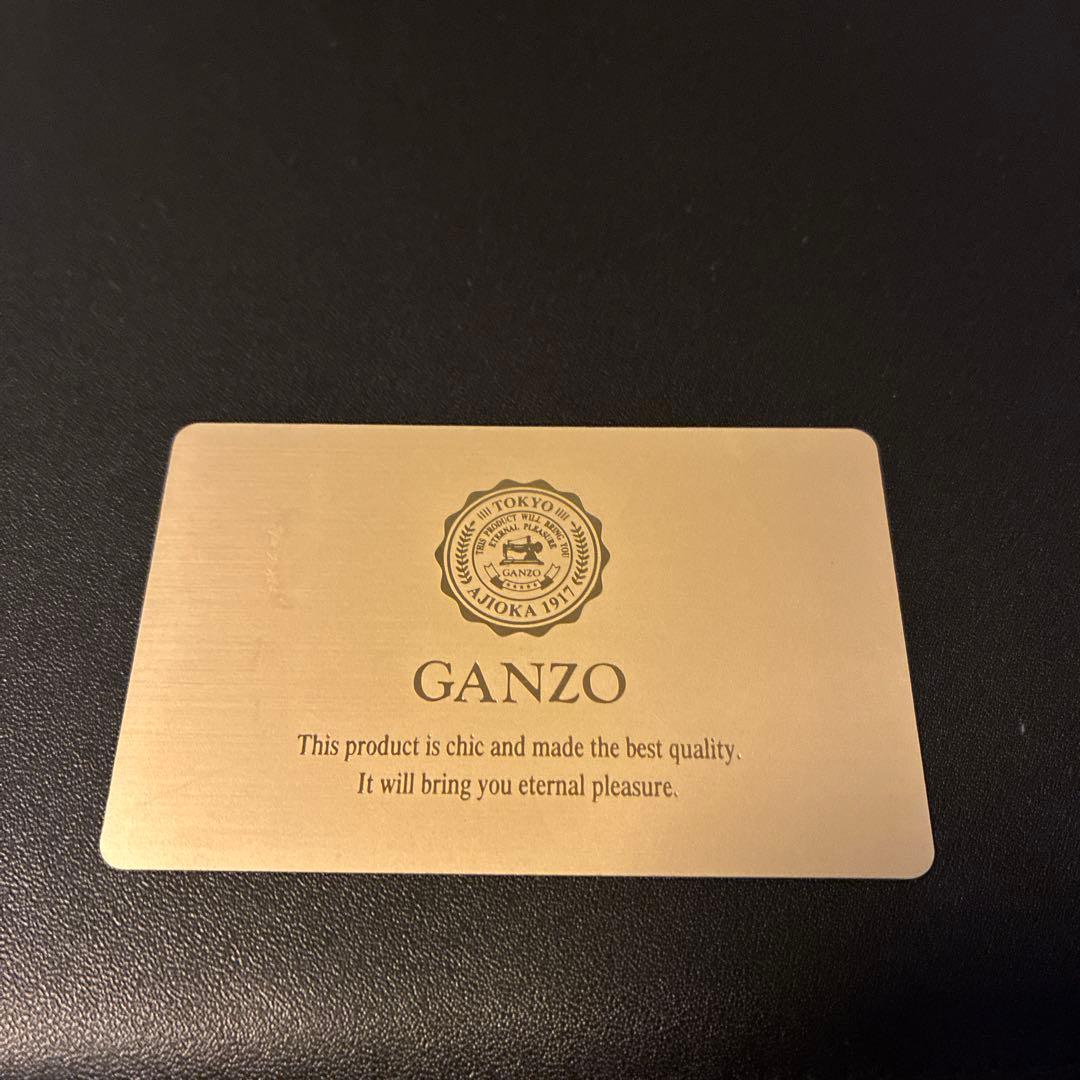 TOKYO
THIS PRODUCT WILL BRING YOU
ETERNAL PLEASURE
GANZO
AJIOKA 1917
GANZO
This product is chic and made the best quality.
It will bring you eternal pleasure.